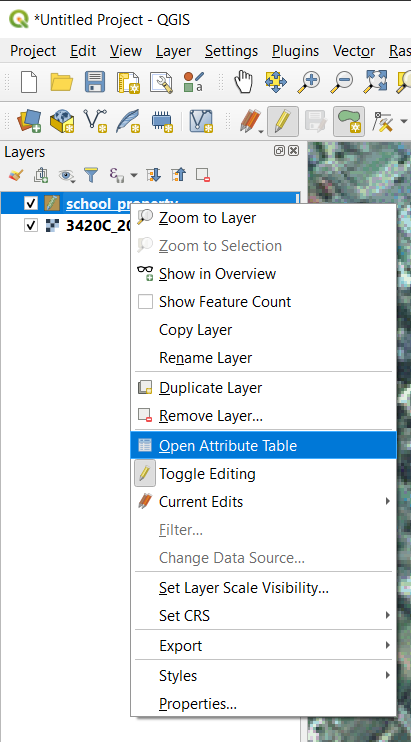 *Untitled Project - QGIS
Project Edit View Layer Settings Plugins Vector Ras
Layers
school_property
3420C_20
Zoom to Layer
Zoom to Selection
Show in Overview
Show Feature Count
Copy Layer
Rename Layer
Duplicate Layer
Remove Layer...
Open Attribute Table
Toggle Editing
Current Edits
Filter...
Change Data Source...
Set Layer Scale Visibility...
Set CRS
Export
Styles
Properties...